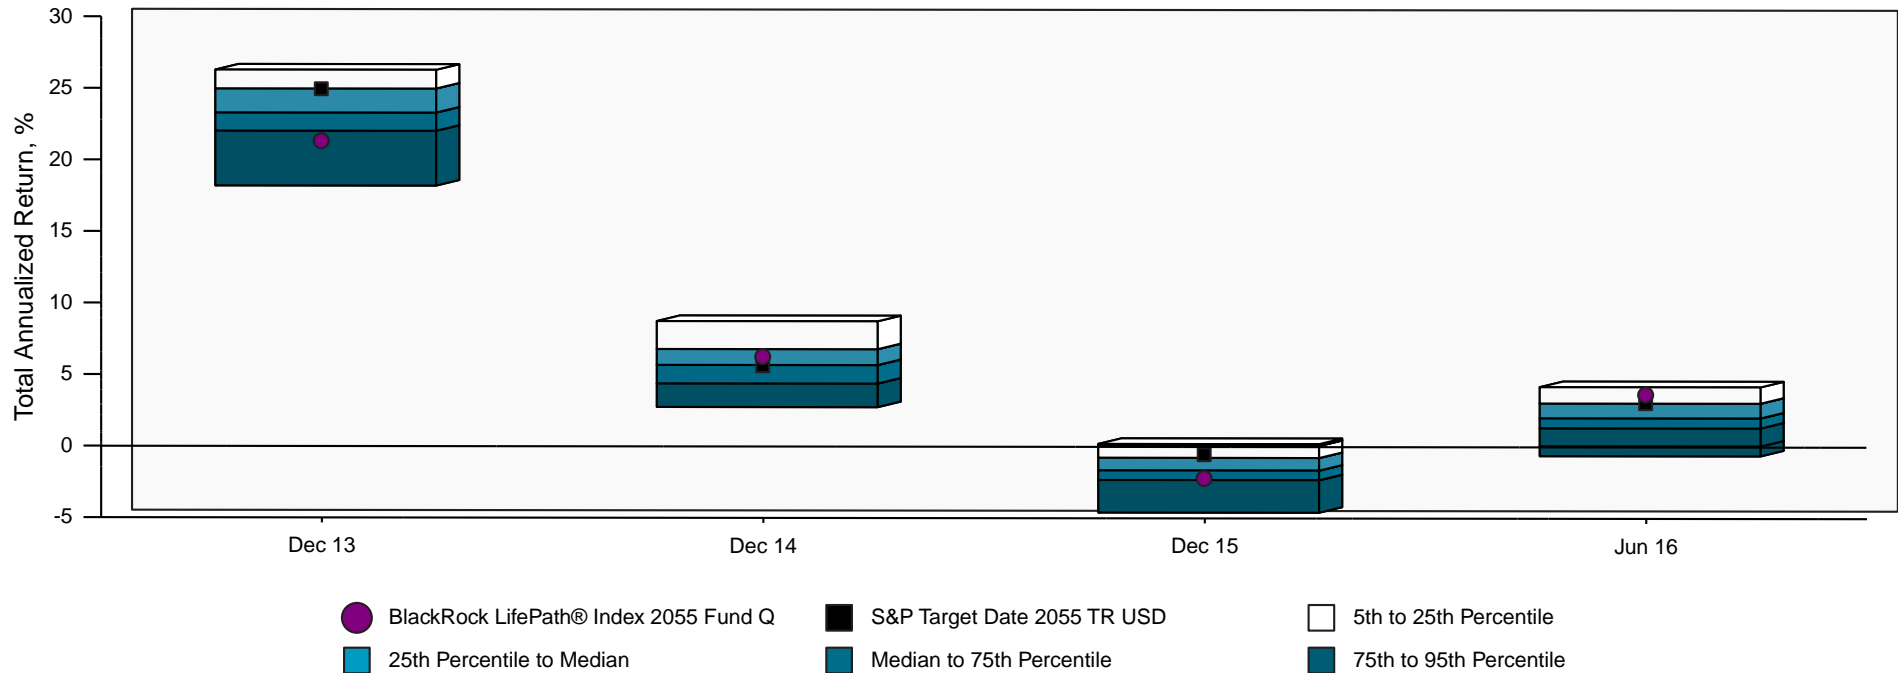 Total Annualized Return, %
30
25
20
15
10
5
0
-5
Dec 13
Dec 14
Dec 15
Jun 16
BlackRock LifePath® Index 2055 Fund Q
S&P Target Date 2055 TR USD
5th to 25th Percentile
25th Percentile to Median
Median to 75th Percentile
75th to 95th Percentile